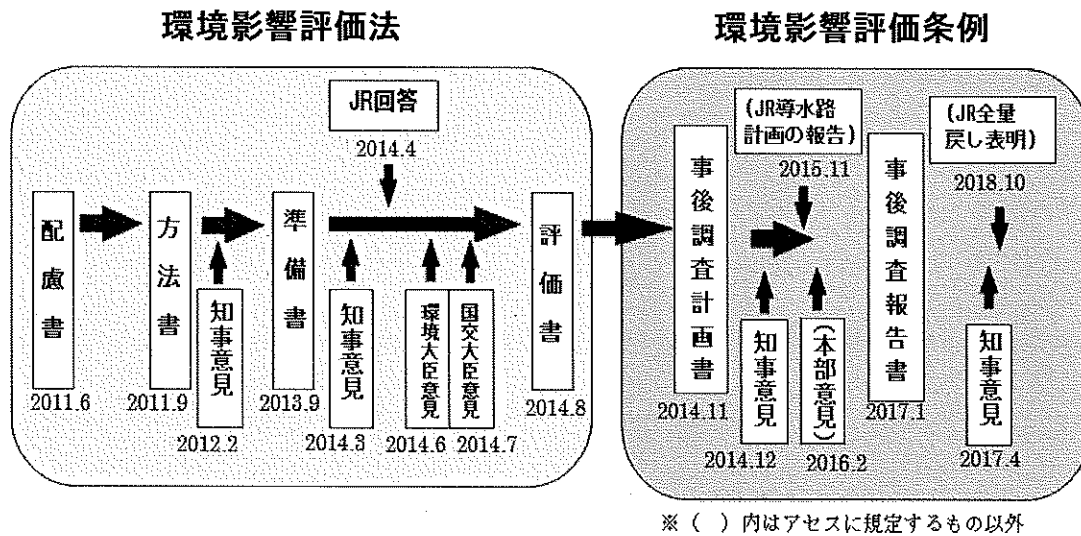 環境影響評価法
環境影響評価条例
JR回答
2014.4
配慮書
2011.6
方法書
2011.9
知事意見
2012.2
準備書
2013.9
知事意見
2014.3
環境大臣意見
2014.6
国交大臣意見
2014.7
評価書
2014.8
事後調査計画書
2014.11
知事意見
2014.12
(JR導水路
計画の報告)
2015.11
(本部意見)
2016.2
事後調査報告書
2017.1
(JR全量
戻し表明)
2018.10
知事意見
2017.4
※ ( ) 内はアセスに規定するもの以外